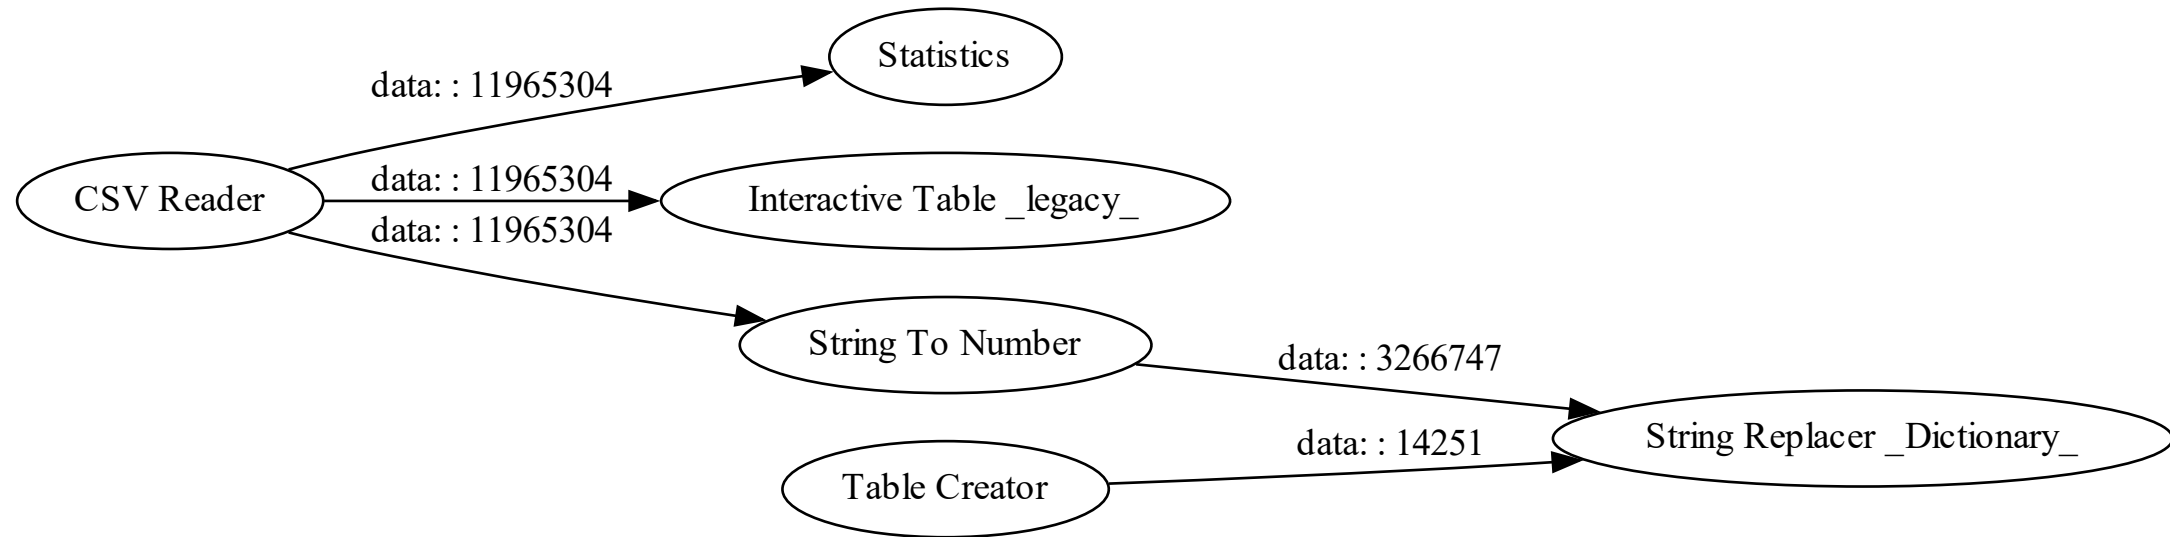 Statistics
data: : 11965304
CSV Reader
data: : 11965304
Interactive Table _legacy_
data: : 11965304
String To Number
data: : 3266747
String Replacer _Dictionary_
data: : 14251
Table Creator